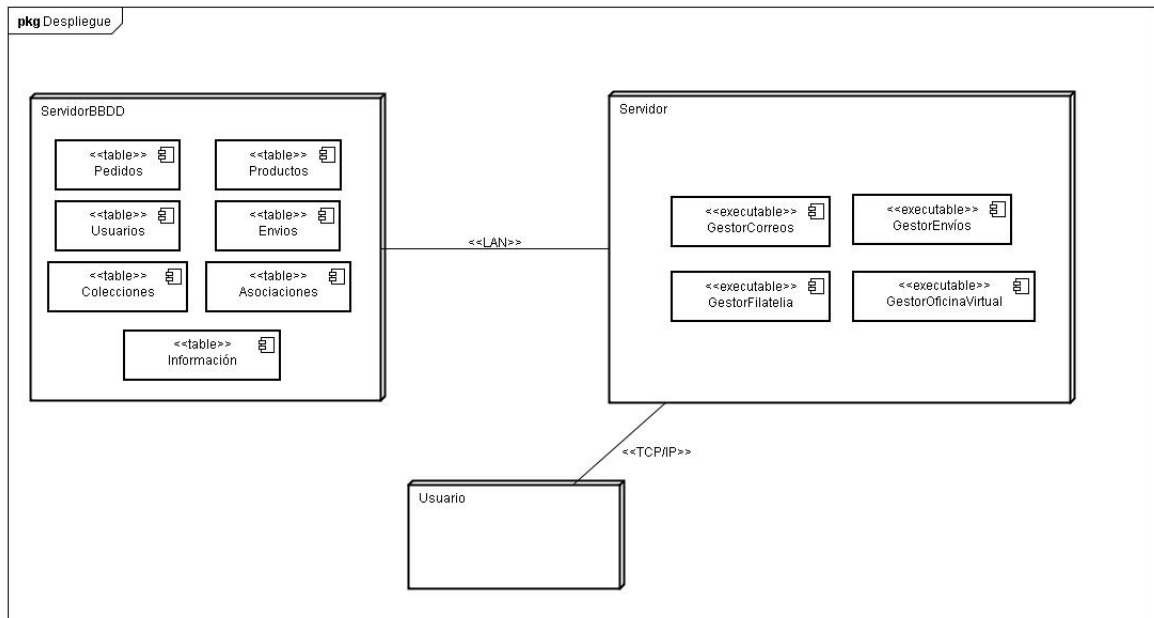 pkg Despliegue
ServidorBBDD
<<table>>
Pedidos
<<table>>
Productos
<<table>>
Usuarios
<<table>>
Envios
<<table>>
Colecciones
<<table>>
Asociaciones
<<table>>
Información
<<LAN>>
Servidor
<<executable>>
GestorCorreos
<<executable>>
GestorEnvíos
<<executable>>
GestorFilatelia
<<executable>>
GestorOficinaVirtual
<<TCP/IP>>
Usuario